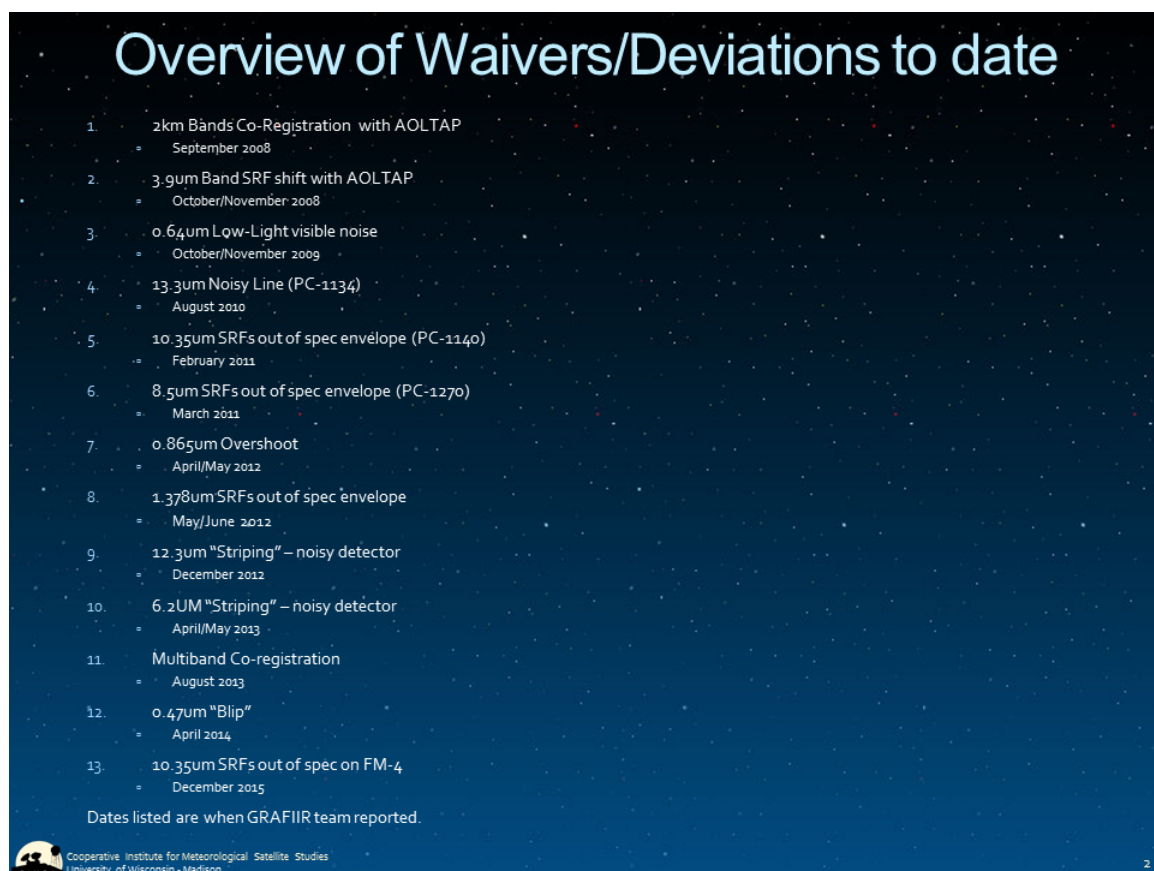 Overview of Waivers/Deviations to date
1. 2km Bands Co-Registration with AOLTAP
▫ September 2008
2. 3.9um Band SRF shift with AOLTAP
▫ October/November 2008
3. 0.64um Low-Light visible noise
▫ October/November 2009
4. 13.3um Noisy Line (PC-1134)
▫ August 2010
5. 10.35um SRFs out of spec envelope (PC-1140)
▫ February 2011
6. 8.5um SRFs out of spec envelope (PC-1270)
▫ March 2011
7. 0.865um Overshoot
▫ April/May 2012
8. 1.378um SRFs out of spec envelope
▫ May/June 2012
9. 12.3um “Striping” – noisy detector
▫ December 2012
10. 6.2UM “Striping” – noisy detector
▫ April/May 2013
11. Multiband Co-registration
▫ August 2013
12. 0.47um “Blip”
▫ April 2014
13. 10.35um SRFs out of spec on FM-4
▫ December 2015
Dates listed are when GRAFIIR team reported.
Cooperative Institute for Meteorological Satellite Studies
University of Wisconsin - Madison
2